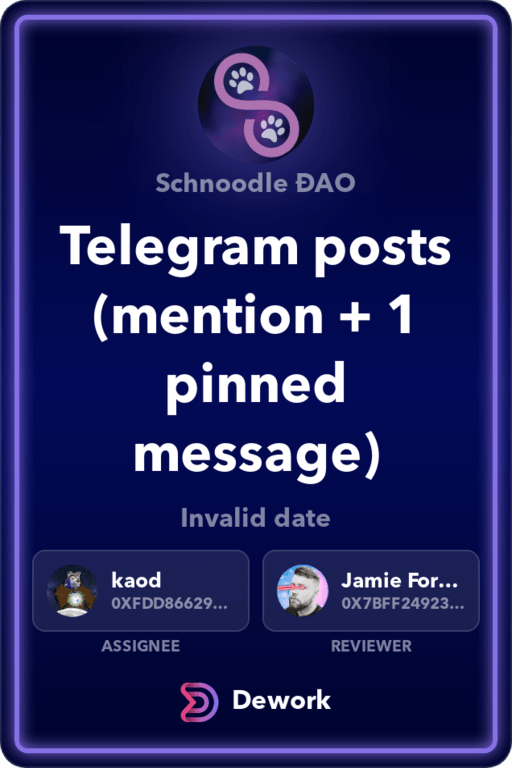 Schnoodle ĐAO
Telegram posts
(mention + 1
pinned
message)
Invalid date
kaod
0XFDD86629...
Jamie For...
0X7BFF24923...
ASSIGNEE
REVIEWER
Dework